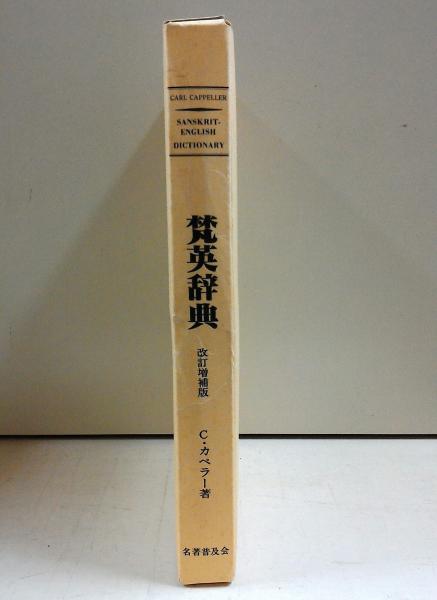 CARL CAPPELLER
SANSKRIT-
ENGLISH
DICTIONARY
梵英辞典
改訂増補版
C・カペラー著
名著普及会